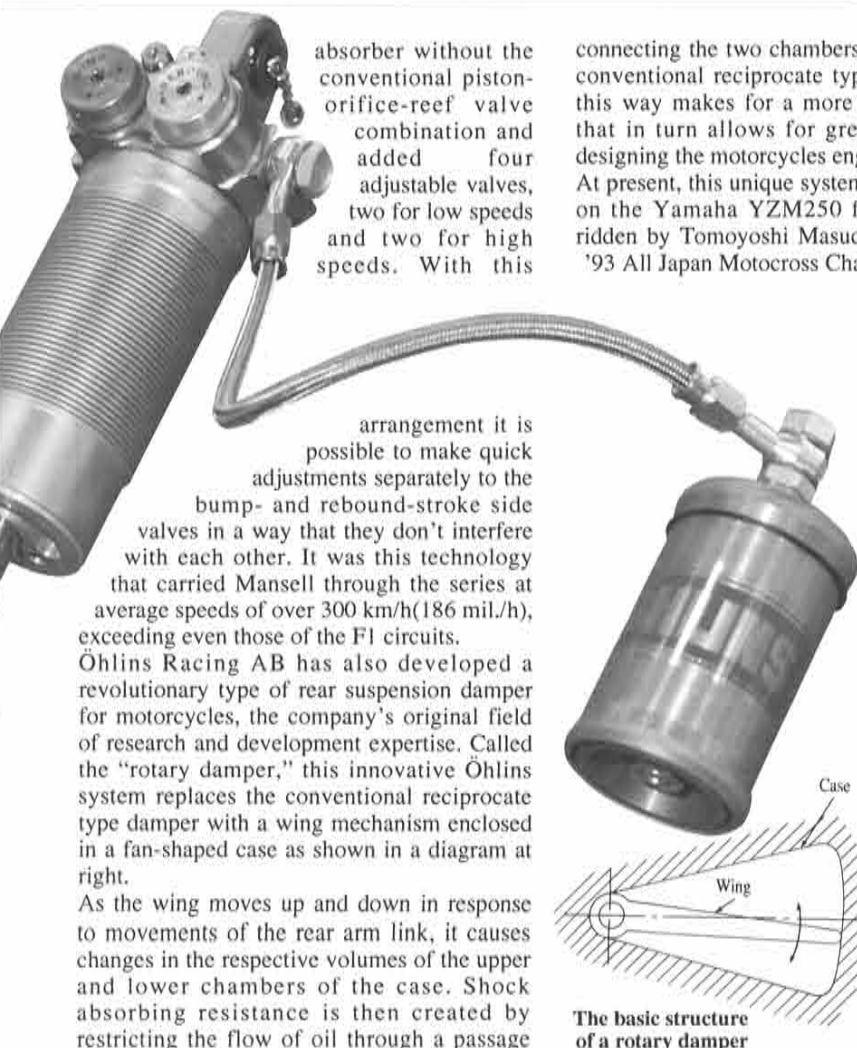 absorber without the
conventional piston-
orifice-reef valve
combination and
added four
adjustable valves,
two for low speeds
and two for high
speeds. With this
arrangement it is
possible to make quick
adjustments separately to the
bump- and rebound-stroke side
valves in a way that they don't interfere
with each other. It was this technology
that carried Mansell through the series at
average speeds of over 300 km/h(186 mil./h),
exceeding even those of the F1 circuits.
Öhlins Racing AB has also developed a
revolutionary type of rear suspension damper
for motorcycles, the company's original field
of research and development expertise. Called
the “rotary damper,” this innovative Öhlins
system replaces the conventional reciprocate
type damper with a wing mechanism enclosed
in a fan-shaped case as shown in a diagram at
right.
As the wing moves up and down in response
to movements of the rear arm link, it causes
changes in the respective volumes of the upper
and lower chambers of the case. Shock
absorbing resistance is then created by
restricting the flow of oil through a passage
connecting the two chambers
conventional reciprocate
this way makes for a more
that in turn allows for
designing the motorcycles
At present, this unique system
on the Yamaha YZM250
ridden by Tomoyoshi
'93 All Japan Motocross
Case
Wing
The basic structure
of a rotary damper